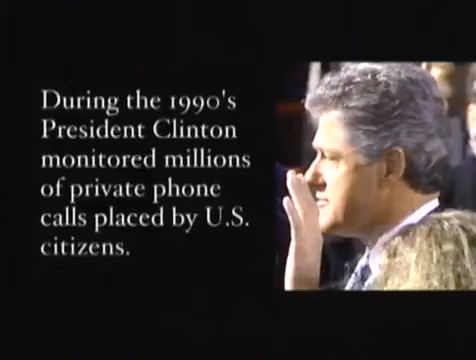 During the 1990's
President Clinton
monitored millions
of private phone
calls placed by U.S.
citizens.